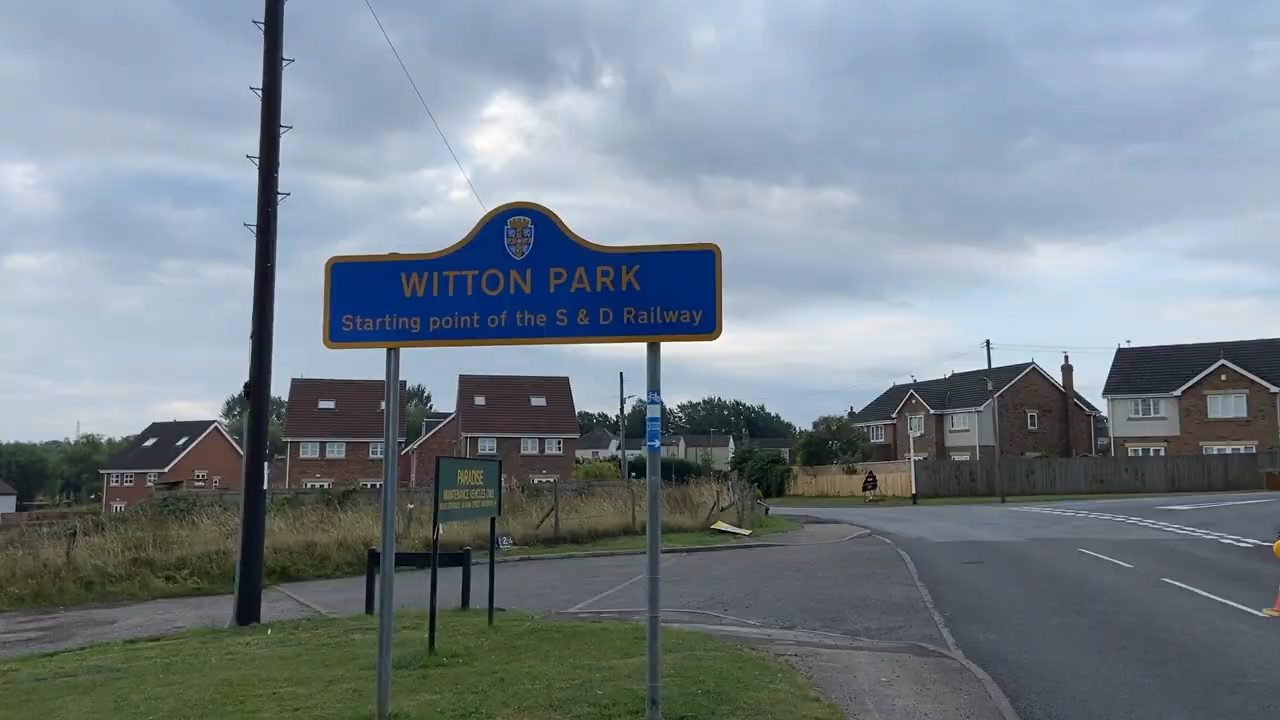 WITTON PARK
Starting point of the S & D Railway
PARADISE
MAINTENANCE VEHICLES ONLY